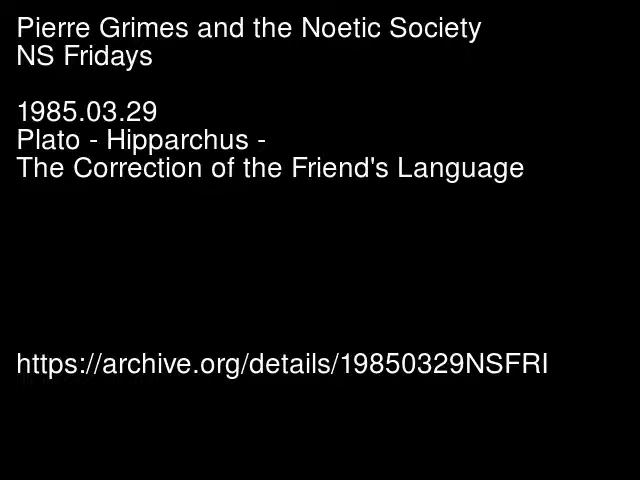 Pierre Grimes and the Noetic Society
NS Fridays
1985.03.29
Plato - Hipparchus -
The Correction of the Friend's Language
https://archive.org/details/19850329NSFRI